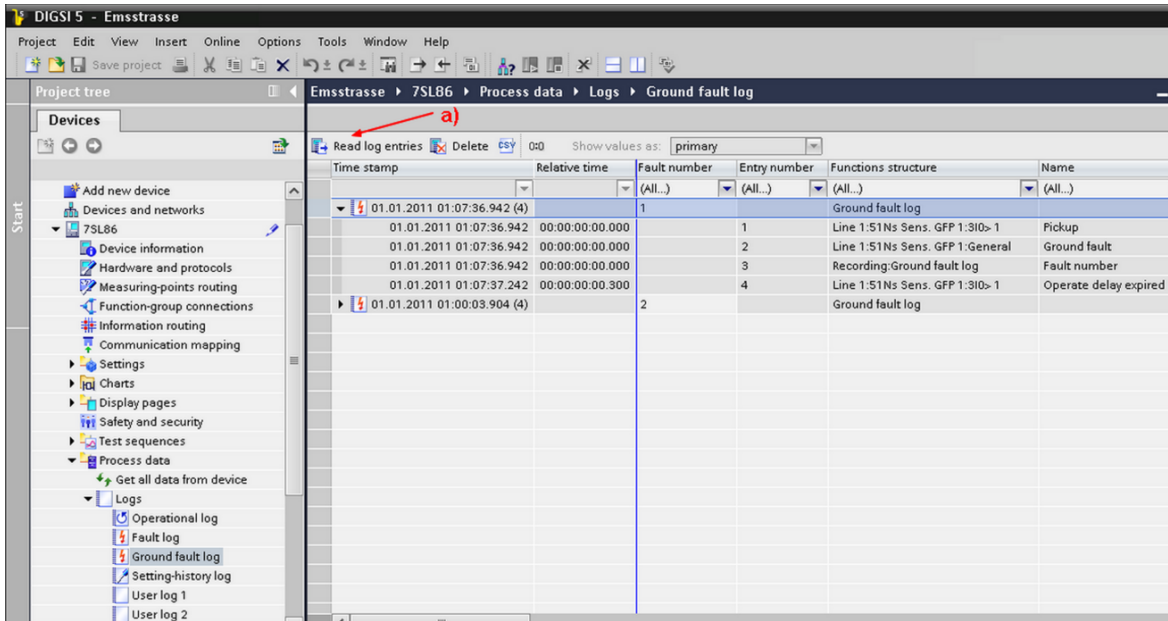 DIGSI 5 - Emsstrasse
Project Edit View Insert Online Options Tools Window Help
Save project
Project tree
Emsstrasse 7SL86 Process data Logs Ground fault log
Devices
a)
Read log entries Delete CSV 0:0 Show values as: primary
Time stamp Relative time Fault number Entry number Functions structure Name
(All...) (All...) (All...) (All...)
01.01.2011 01:07:36.942 (4) 1 Ground fault log
01.01.2011 01:07:36.942 00:00:00:00.000 1 Line 1:51Ns Sens. GFP 1:3I0> 1 Pickup
01.01.2011 01:07:36.942 00:00:00:00.000 2 Line 1:51Ns Sens. GFP 1:General Ground fault
01.01.2011 01:07:36.942 00:00:00:00.000 3 Recording:Ground fault log Fault number
01.01.2011 01:07:37.242 00:00:00:00.300 4 Line 1:51Ns Sens. GFP 1:3I0> 1 Operate delay expired
01.01.2011 01:00:03.904 (4) 2 Ground fault log
Start
Add new device
Devices and networks
7SL86
Device information
Hardware and protocols
Measuring-points routing
Function-group connections
Information routing
Communication mapping
Settings
Charts
Display pages
Safety and security
Test sequences
Process data
Get all data from device
Logs
Operational log
Fault log
Ground fault log
Setting-history log
User log 1
User log 2